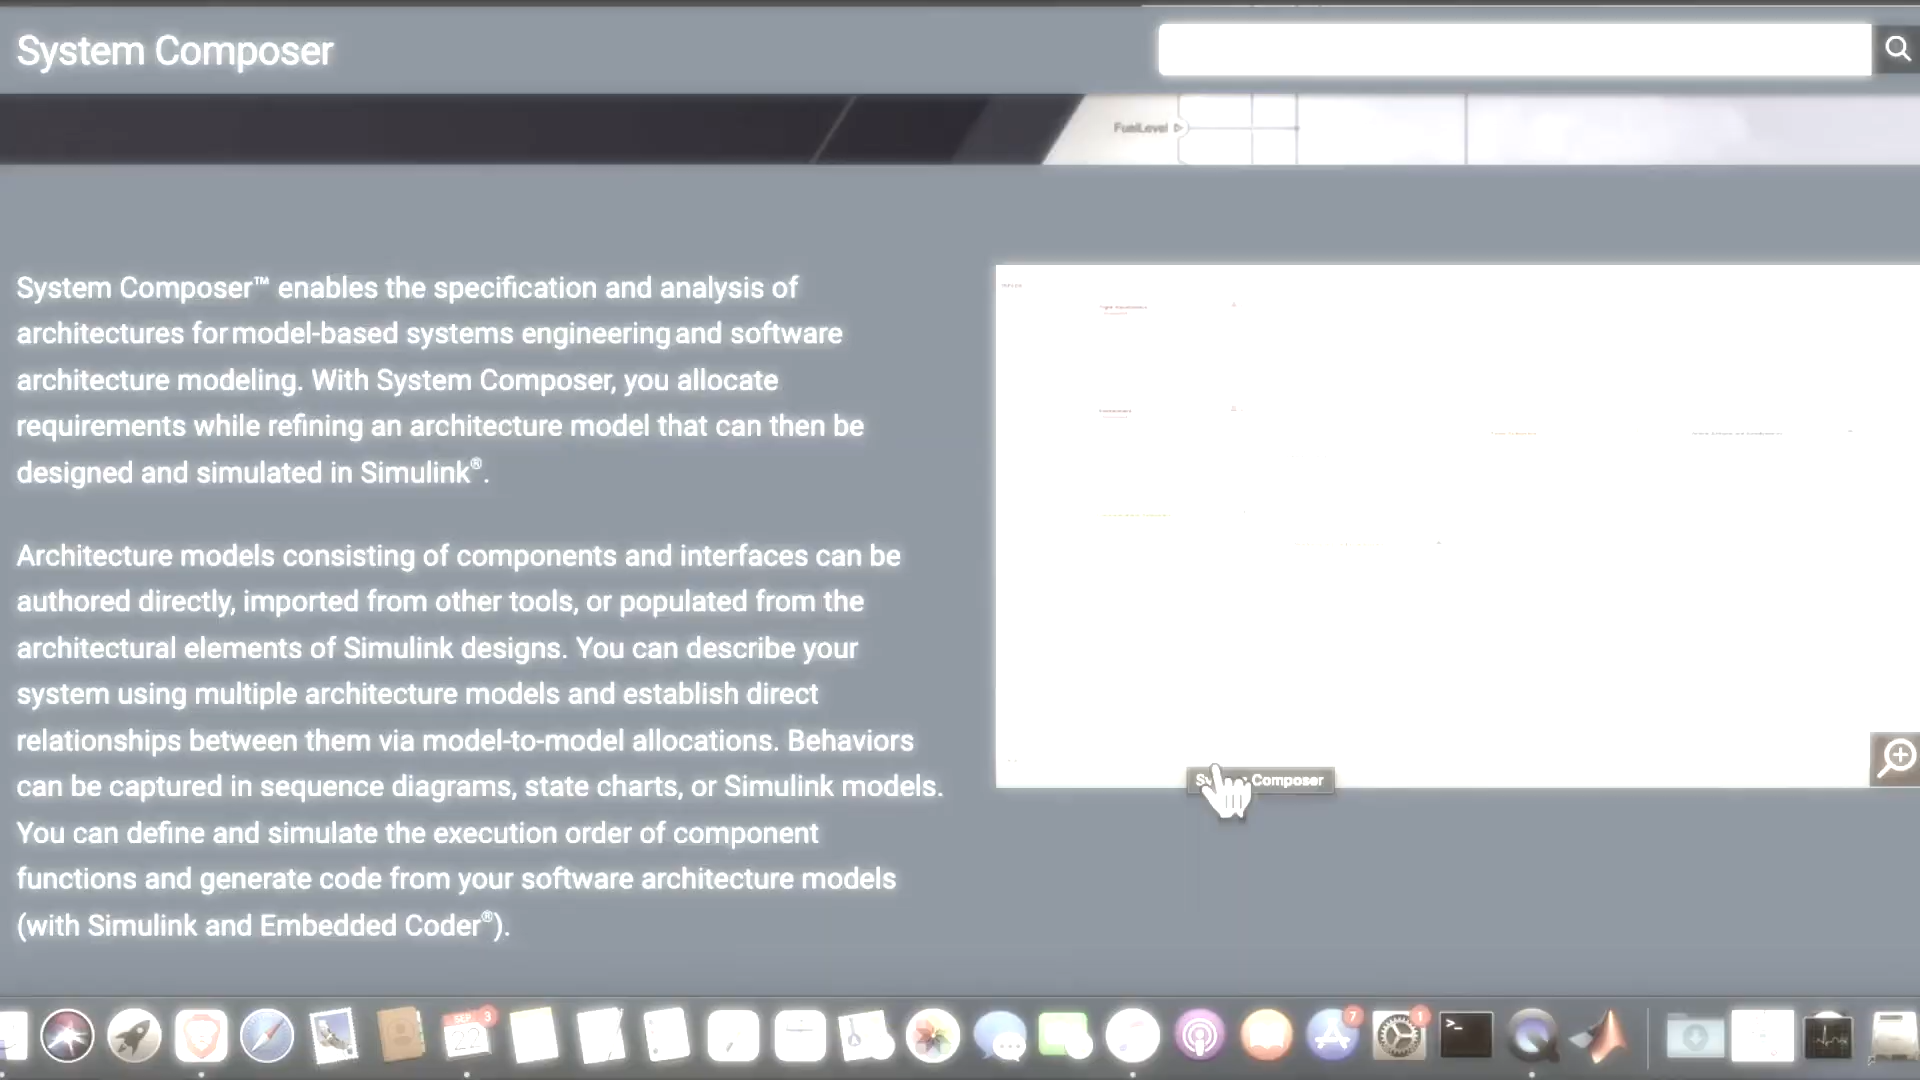 System Composer
FuelLevel
System Composer™ enables the specification and analysis of
architectures for model-based systems engineering and software
architecture modeling. With System Composer, you allocate
requirements while refining an architecture model that can then be
designed and simulated in Simulink®.
Architecture models consisting of components and interfaces can be
authored directly, imported from other tools, or populated from the
architectural elements of Simulink designs. You can describe your
system using multiple architecture models and establish direct
relationships between them via model-to-model allocations. Behaviors
can be captured in sequence diagrams, state charts, or Simulink models.
You can define and simulate the execution order of component
functions and generate code from your software architecture models
(with Simulink and Embedded Coder®).
Composer
SEP 3
22
7
1